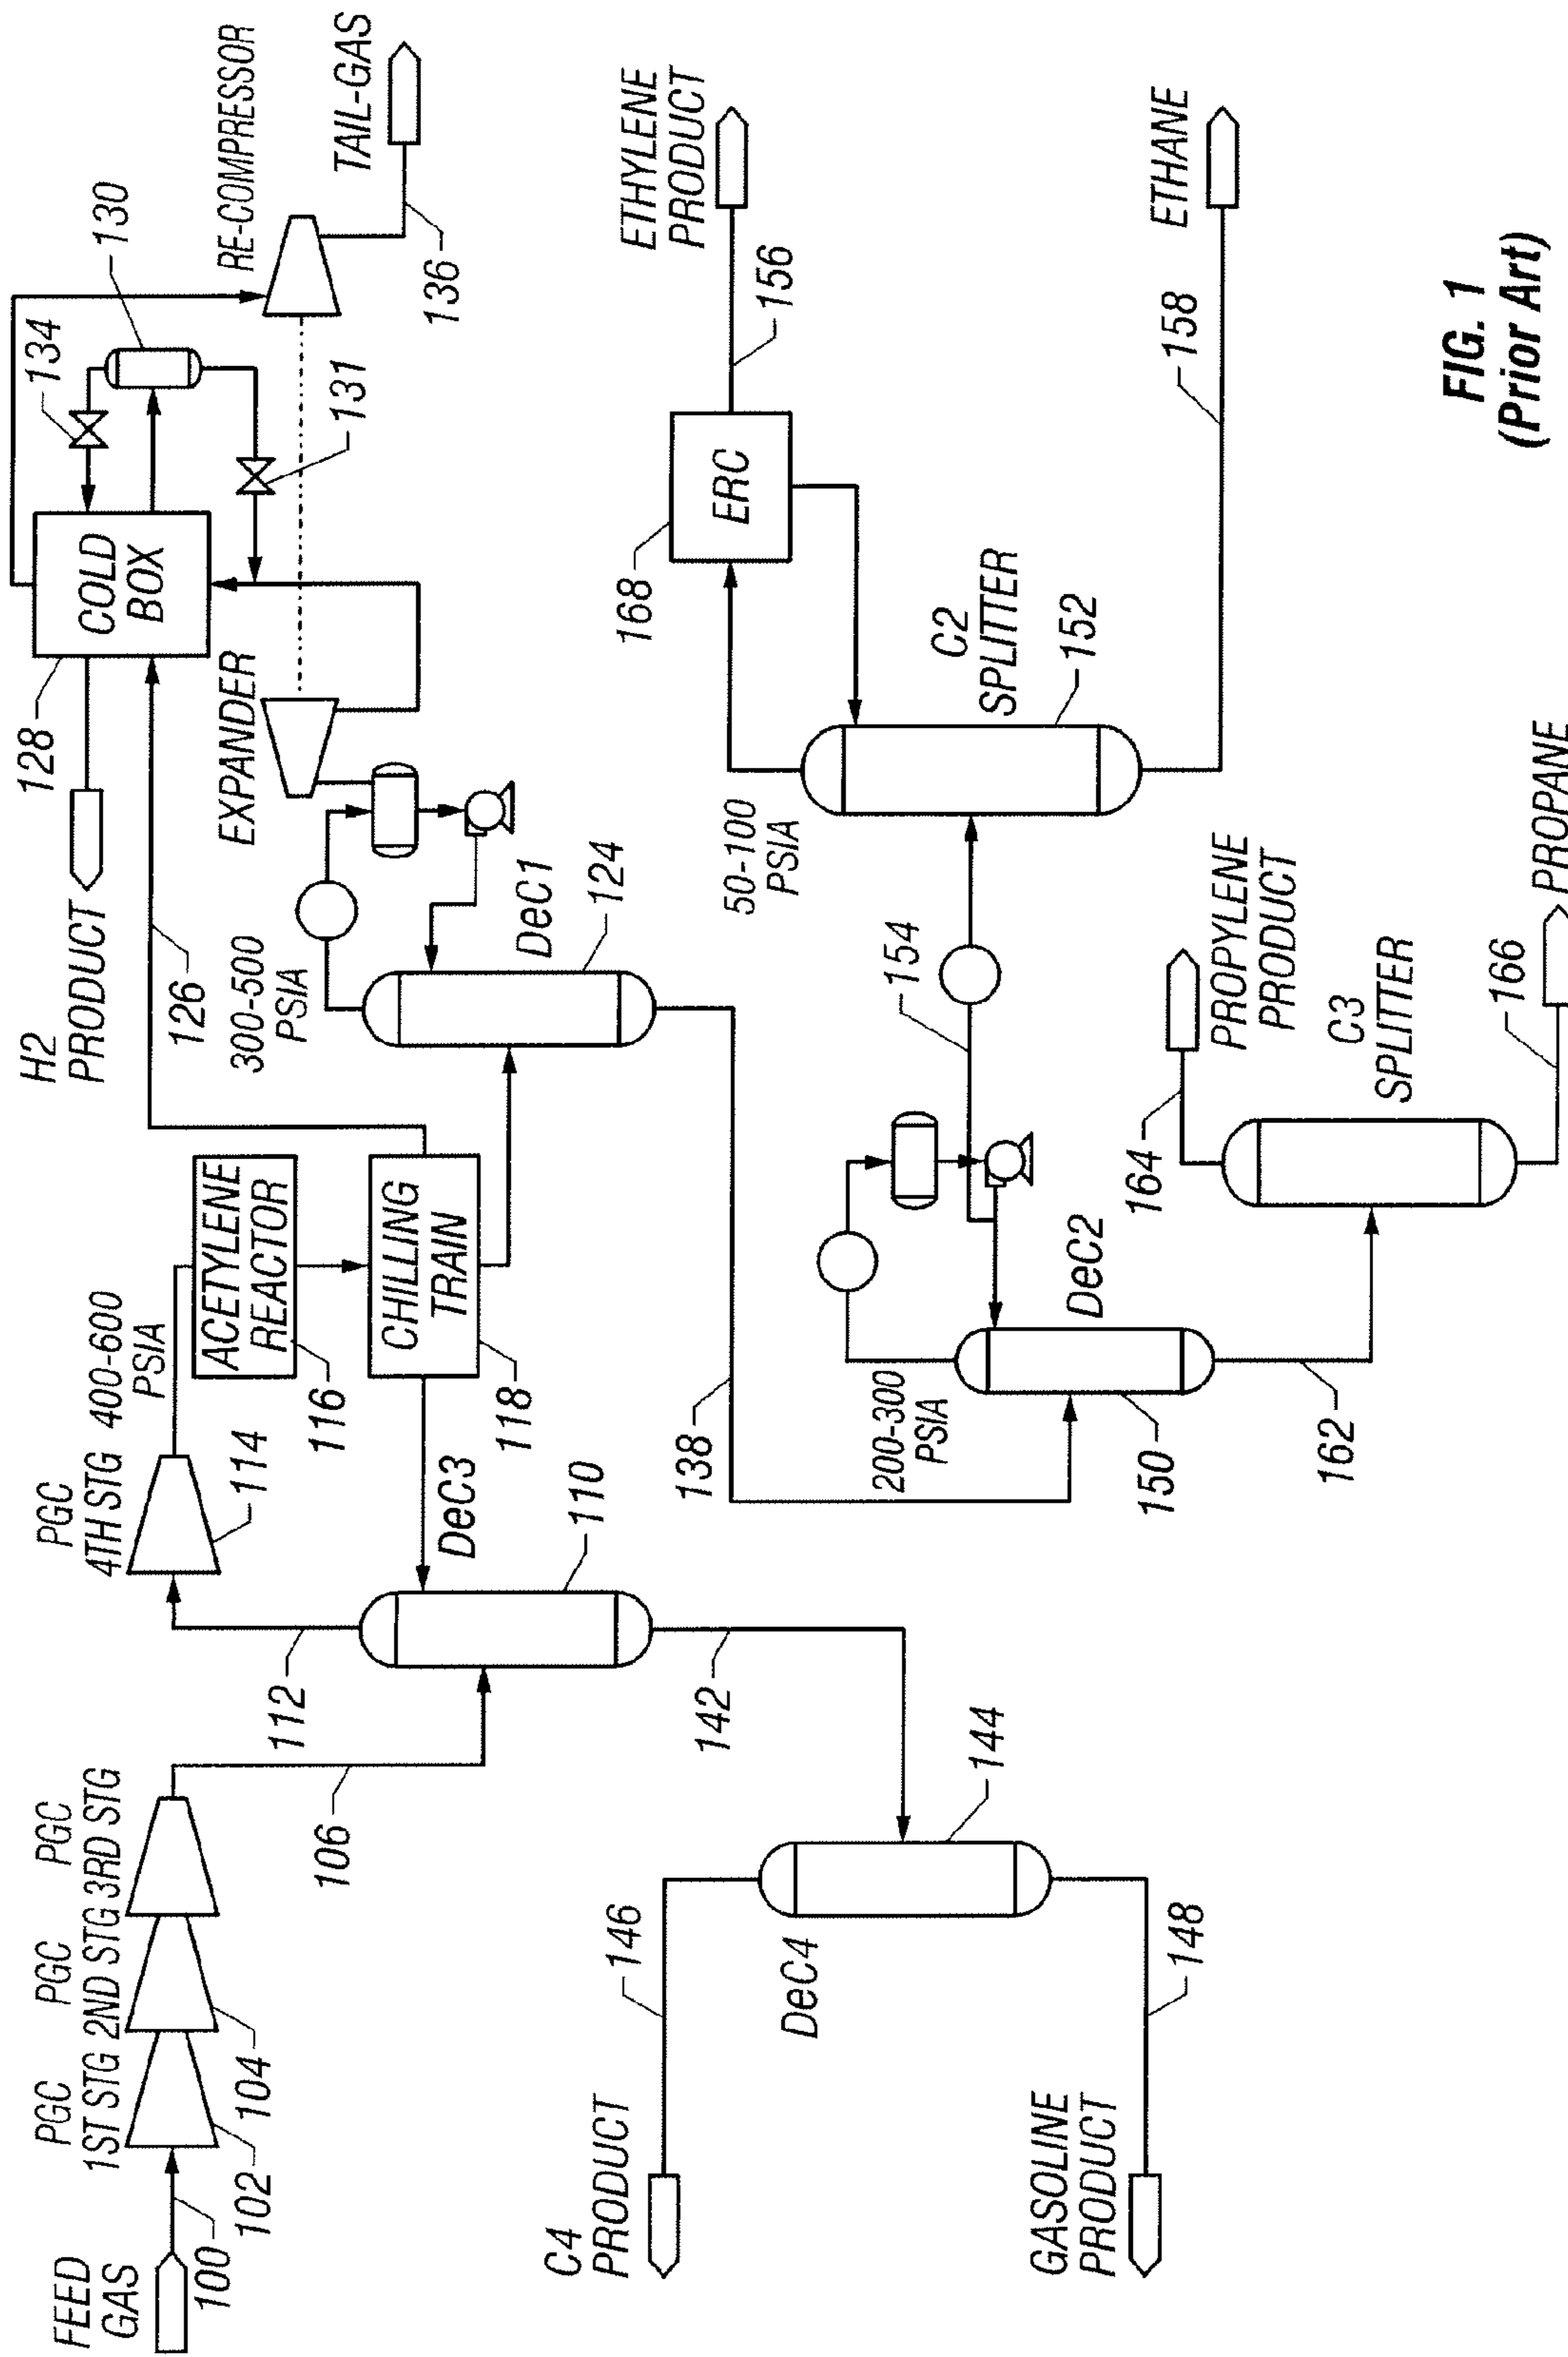 FEED
GAS
100
102
104
PGC
1ST STG
PGC
2ND STG
PGC
3RD STG
106
112
PGC
4TH STG
114
400-600
PSIA
ACETYLENE
REACTOR
116
CHILLING
TRAIN
118
DeC3
110
142
C4
PRODUCT
146
DeC4
144
GASOLINE
PRODUCT
148
H2
PRODUCT
126
128
COLD
BOX
134
130
131
EXPANDER
RE-COMPRESSOR
TAIL-GAS
136
300-500
PSIA
DeC1
124
138
200-300
PSIA
DeC2
150
154
162
50-100
PSIA
C2
SPLITTER
152
168
ERC
ETHYLENE
PRODUCT
156
ETHANE
158
164
PROPYLENE
PRODUCT
C3
SPLITTER
166
PROPANE
FIG. 1
(Prior Art)